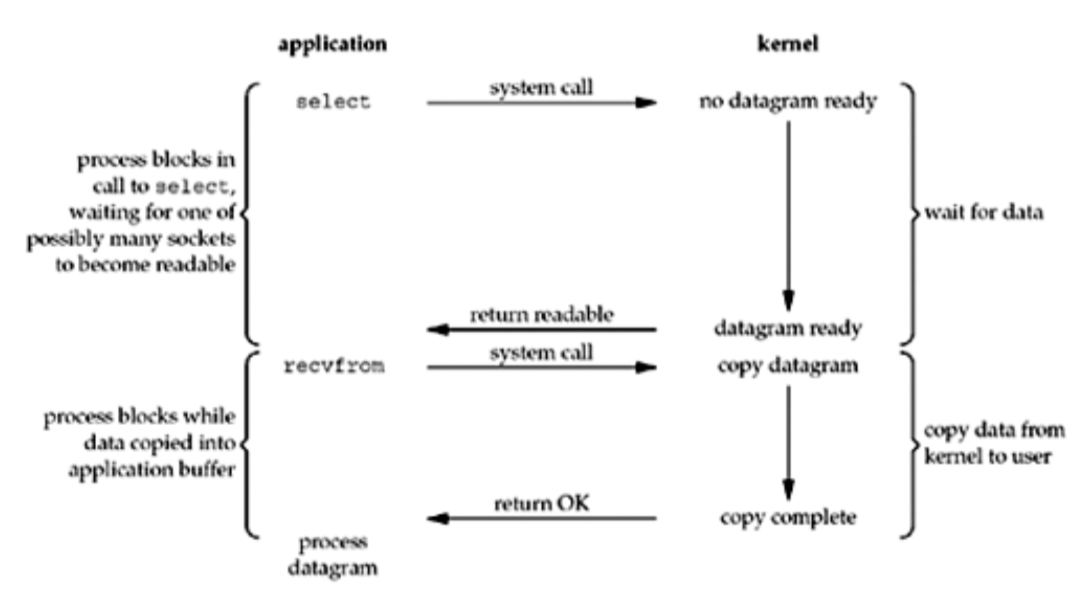 application
kernel
select
system call
no datagram ready
process blocks in
call to select,
waiting for one of
possibly many sockets
to become readable
wait for data
return readable
datagram ready
recvfrom
system call
copy datagram
process blocks while
data copied into
application buffer
copy data from
kernel to user
return OK
copy complete
process
datagram